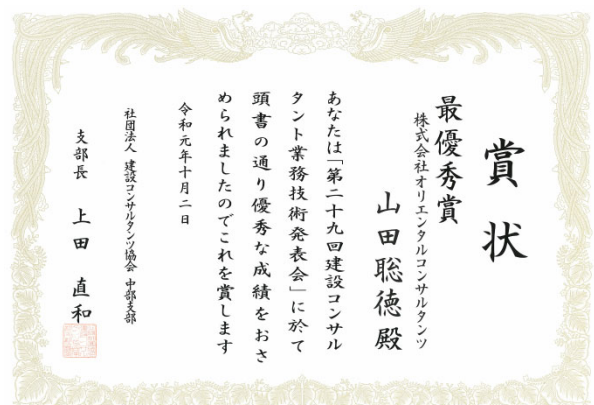 賞状
最優秀賞
株式会社オリエンタルコンサルタンツ
山田聡徳殿
あなたは「第二十九回建設コンサル
タント業務技術発表会」に於て
頭書の通り優秀な成績をおさ
められましたのでこれを賞します
令和元年十月二日
社団法人 建設コンサルタンツ協会 中部支部
支部長 上田 直和